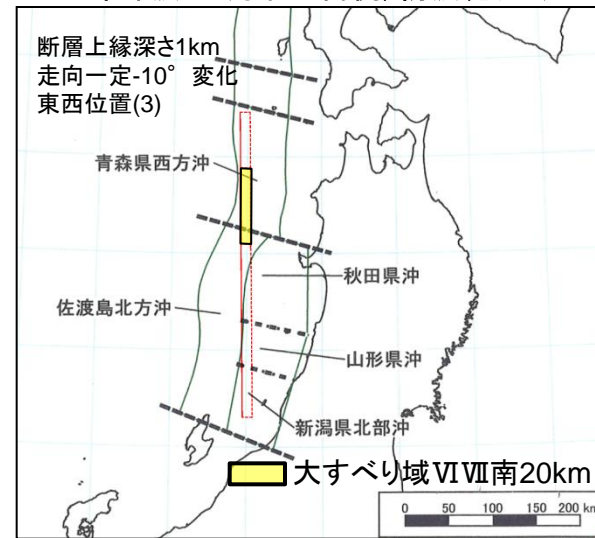 断層上縁深さ1km
走向一定-10°変化
東西位置(3)
青森県西方沖
秋田県沖
佐渡島北方沖
山形県沖
新潟県北部沖
大すべり域ⅥⅦ南20km
0 50 100 150 200 km